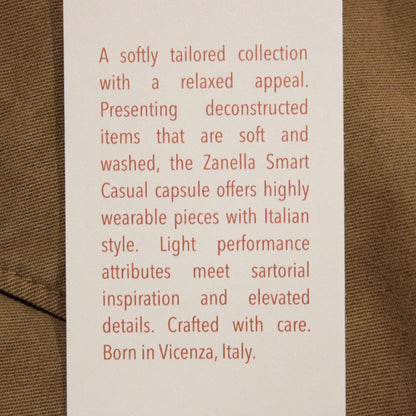 A softly tailored collection
with a relaxed appeal.
Presenting deconstructed
items that are soft and
washed, the Zanella Smart
Casual capsule offers highly
wearable pieces with Italian
style. Light performance
attributes meet sartorial
inspiration and elevated
details. Crafted with care.
Born in Vicenza, Italy.